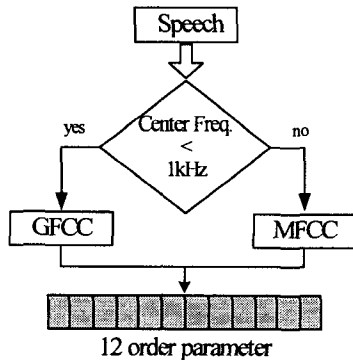 Speech
Center Freq.
<
1kHz
yes
no
GFCC
MFCC
12 order parameter